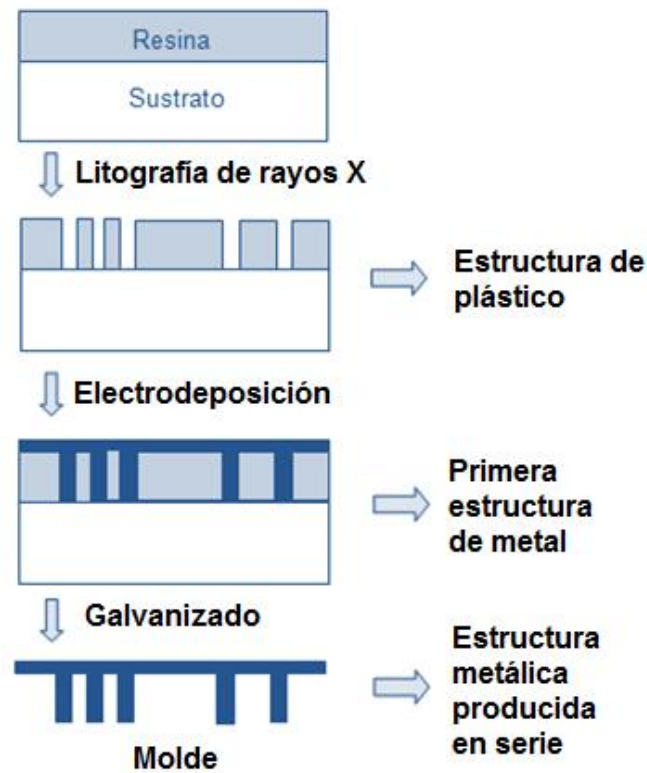 Resina
Sustrato
Litografía de rayos X
Estructura de
plástico
Electrodeposición
Primera
estructura
de metal
Galvanizado
Estructura
metálica
producida
en serie
Molde